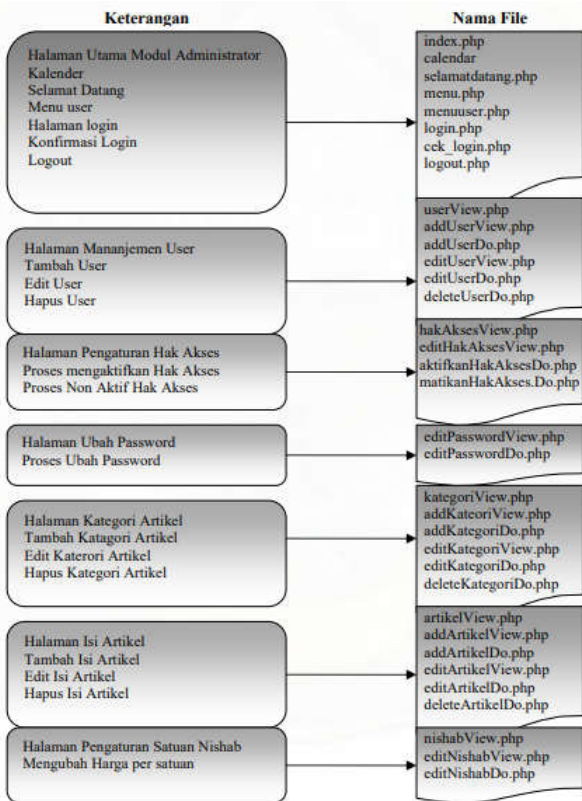 Keterangan
Nama File
Halaman Utama Modul Administrator
Kalender
Selamat Datang
Menu user
Halaman login
Konfirmasi Login
Logout
index.php
calendar
selamatdatang.php
menu.php
menuuser.php
login.php
cek_login.php
logout.php
Halaman Mananjemen User
Tambah User
Edit User
Hapus User
userView.php
addUserView.php
addUserDo.php
editUserView.php
editUserDo.php
deleteUserDo.php
Halaman Pengaturan Hak Akses
Proses mengaktifkan Hak Akses
Proses Non Aktif Hak Akses
hakAksesView.php
editHakAksesView.php
aktifkanHakAksesDo.php
matikanHakAkses.Do.php
Halaman Ubah Password
Proses Ubah Password
editPasswordView.php
editPasswordDo.php
Halaman Kategori Artikel
Tambah Katagori Artikel
Edit Katerori Artikel
Hapus Kategori Artikel
kategoriView.php
addKateoriView.php
addKategoriDo.php
editKategoriView.php
editKategoriDo.php
deleteKategoriDo.php
Halaman Isi Artikel
Tambah Isi Artikel
Edit Isi Artikel
Hapus Isi Artikel
artikelView.php
addArtikelView.php
addArtikelDo.php
editArtikelView.php
editArtikelDo.php
deleteArtikelDo.php
Halaman Pengaturan Satuan Nishab
Mengubah Harga per satuan
nishabView.php
editNishabView.php
editNishabDo.php